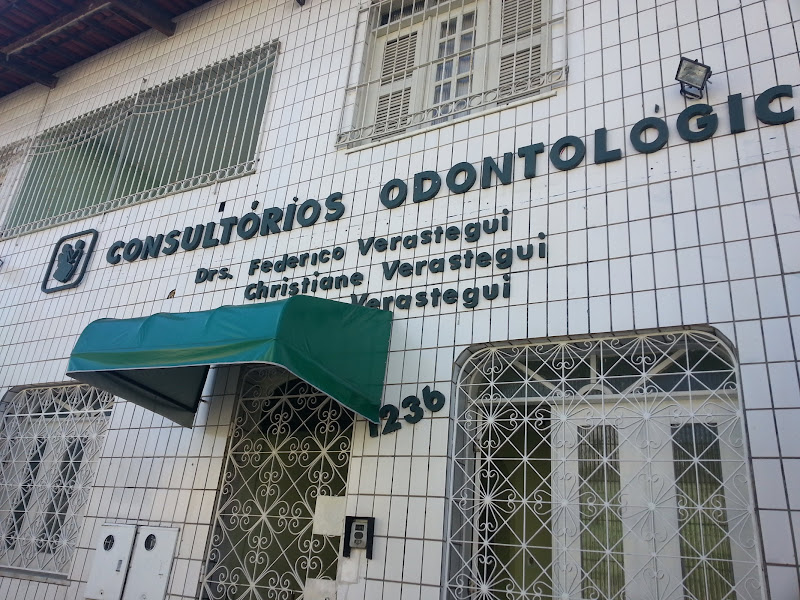 CONSULTÓRIOS ODONTOLÓGIC
Drs. Federico Verastegui
Christiane Verastegui
Verastegui
1236